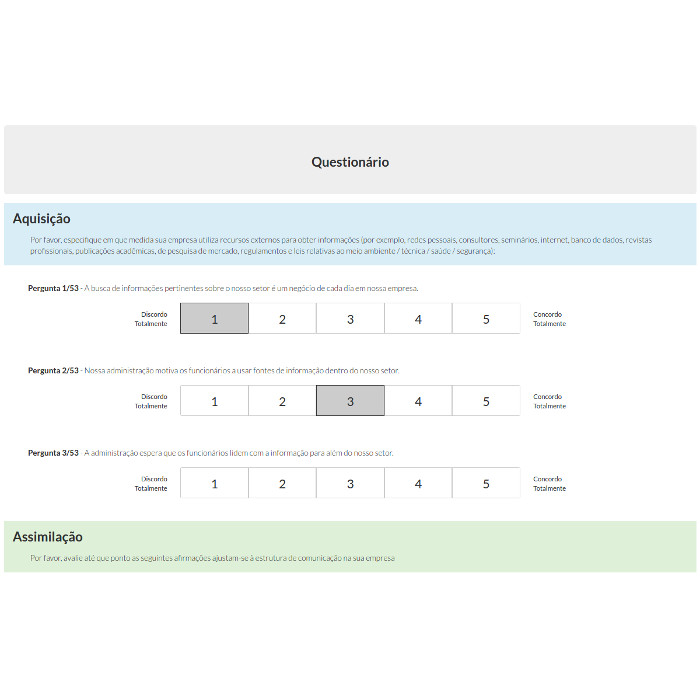 Questionário
Aquisição
Por favor, especifique em que medida sua empresa utiliza recursos externos para obter informações (por exemplo, redes pessoais, consultores, seminários, internet, banco de dados, revistas
profissionais, publicações acadêmicas, de pesquisa de mercado, regulamentos e leis relativas ao meio ambiente / técnica / saúde / segurança):
Pergunta 1/53 - A busca de informações pertinentes sobre o nosso setor é um negócio de cada dia em nossa empresa.
Discordo Totalmente 1 2 3 4 5 Concordo Totalmente
Pergunta 2/53 - Nossa administração motiva os funcionários a usar fontes de informação dentro do nosso setor.
Discordo Totalmente 1 2 3 4 5 Concordo Totalmente
Pergunta 3/53 - A administração espera que os funcionários lidem com a informação para além do nosso setor.
Discordo Totalmente 1 2 3 4 5 Concordo Totalmente
Assimilação
Por favor, avalie até que ponto as seguintes afirmações ajustam-se à estrutura de comunicação na sua empresa